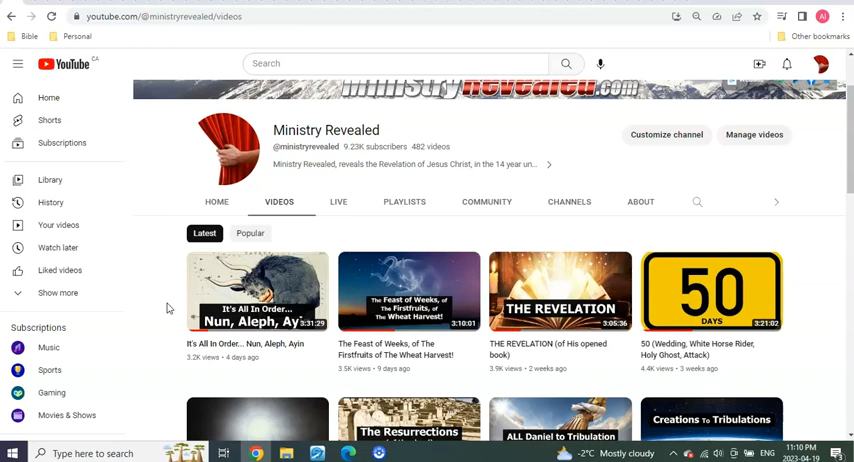 youtube.com/@ministryrevealed/videos
AI
Bible
Personal
Other bookmarks
YouTube CA
Search
MinistryRevealed.com
Home
Shorts
Subscriptions
Library
History
Your videos
Watch later
Liked videos
Show more
Subscriptions
Music
Sports
Gaming
Movies & Shows
Ministry Revealed
@ministryrevealed 9.23K subscribers 482 videos
Ministry Revealed, reveals the Revelation of Jesus Christ, in the 14 year un...
Customize channel
Manage videos
HOME
VIDEOS
LIVE
PLAYLISTS
COMMUNITY
CHANNELS
ABOUT
Latest
Popular
It's All In Order...
Nun, Aleph, Ayin
3:31:29
It's All In Order... Nun, Aleph, Ayin
3.2K views • 4 days ago
The Feast of Weeks, of
The Firstfruits, of
The Wheat Harvest!
3:10:01
The Feast of Weeks, of The
Firstfruits of The Wheat Harvest!
3.5K views • 9 days ago
THE REVELATION
3:05:36
THE REVELATION (of His opened
book)
3.9K views • 2 weeks ago
50
DAYS
3:21:02
50 (Wedding, White Horse Rider,
Holy Ghost, Attack)
4.4K views • 3 weeks ago
The Resurrections
ALL Daniel to Tribulation
Creations To Tribulations
Type here to search
-2°C Mostly cloudy
ENG
11:10 PM
2023-04-19
3